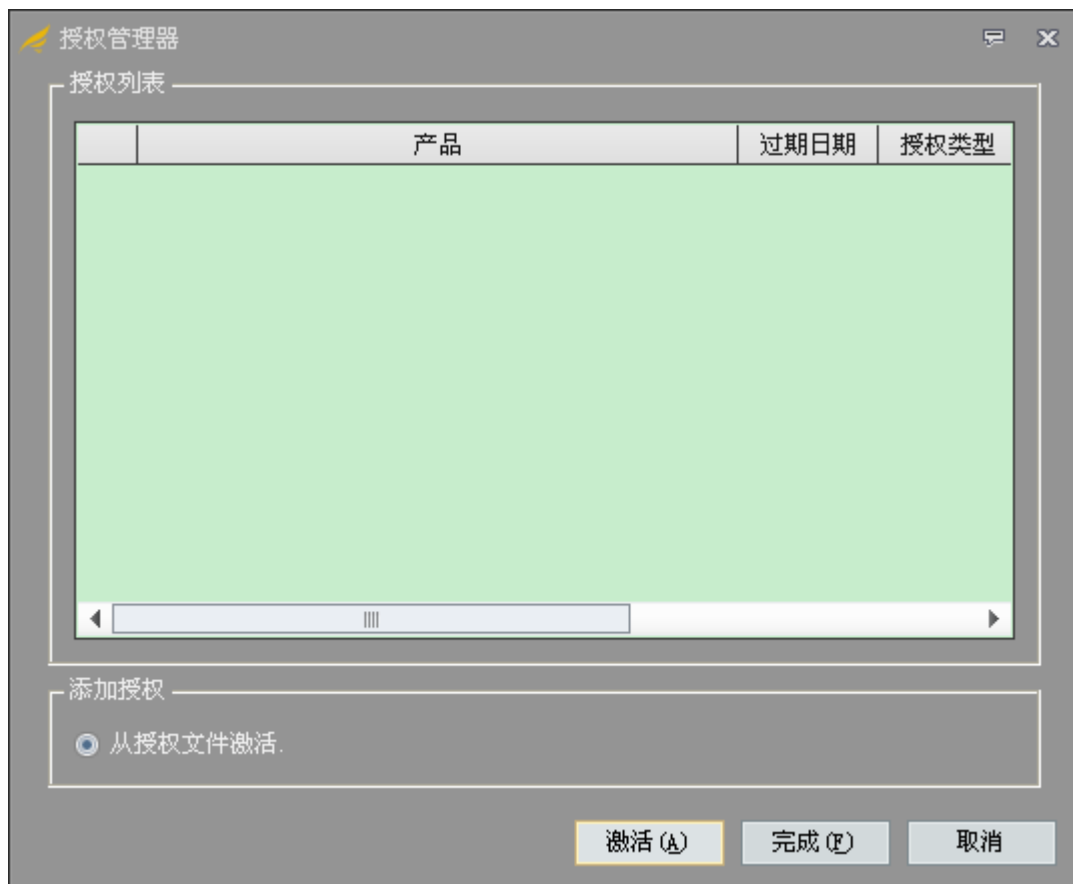 授权管理器
授权列表
产品 过期日期 授权类型
添加授权
从授权文件激活.
激活(A) 完成(F) 取消